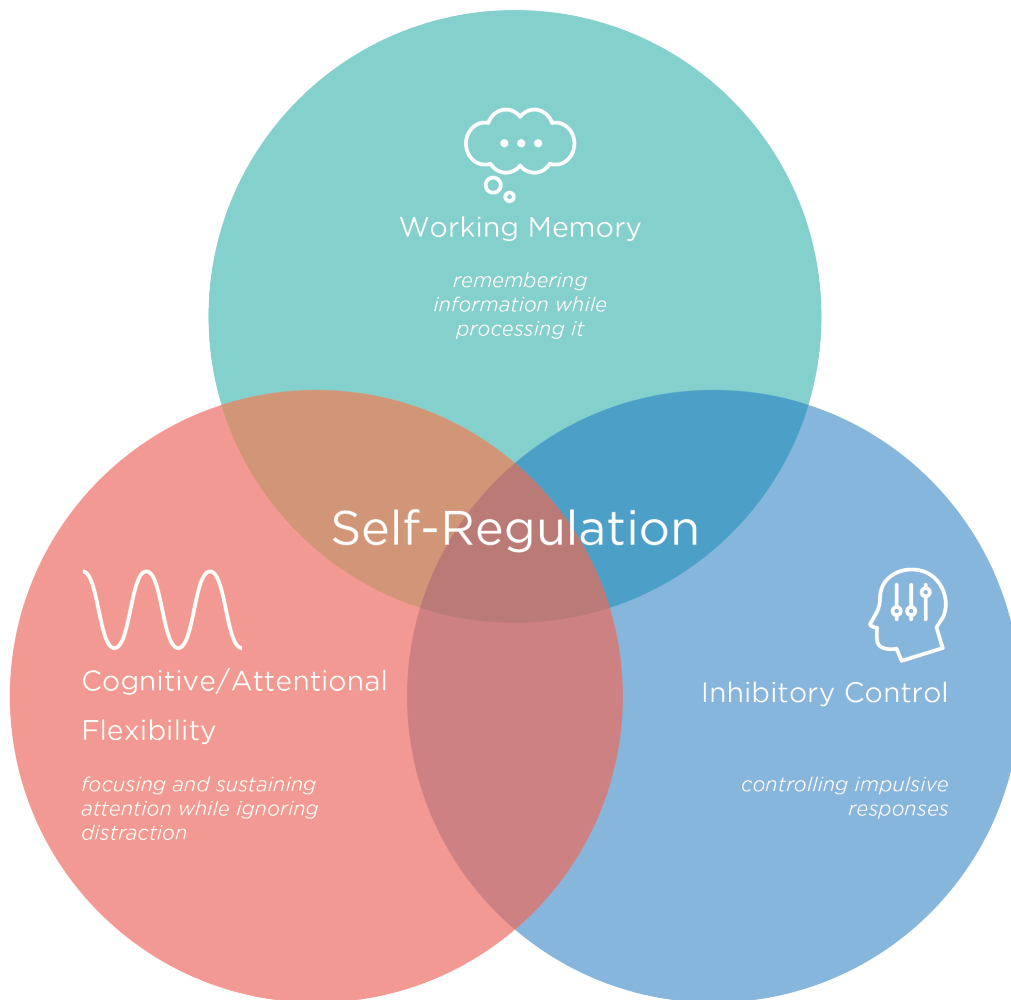 Working Memory
remembering
information while
processing it
Self-Regulation
Cognitive/Attentional
Flexibility
focusing and sustaining
attention while ignoring
distraction
Inhibitory Control
controlling impulsive
responses